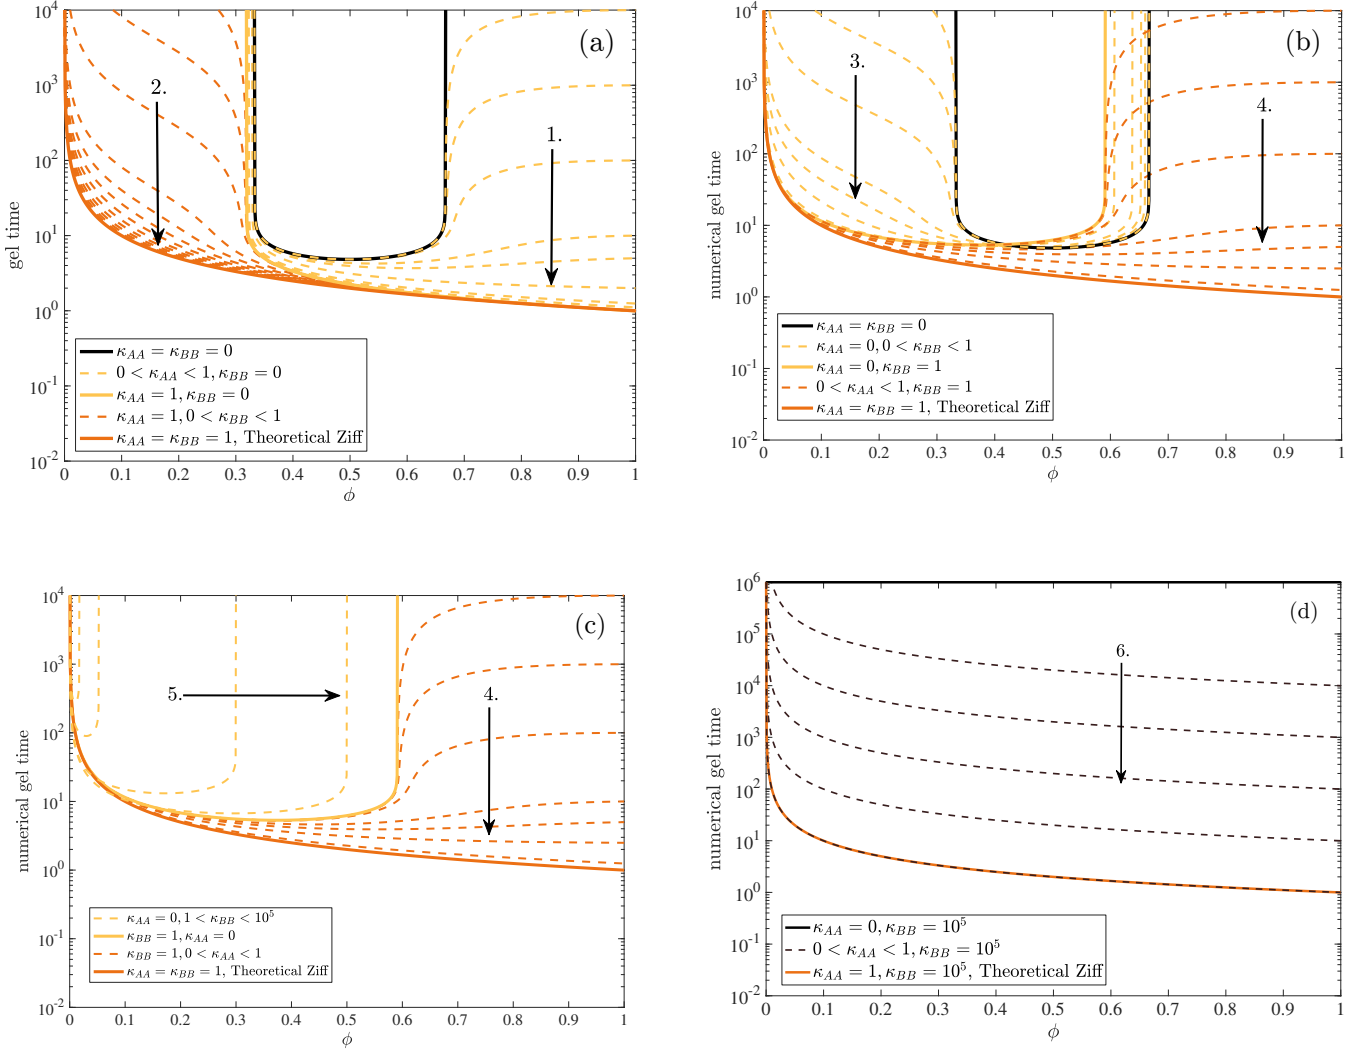 10^4
10^3
10^2
10^1
10^0
10^-1
10^-2
gel time
(a)
2.
1.
κ_AA = κ_BB = 0
0 < κ_AA < 1, κ_BB = 0
κ_AA = 1, κ_BB = 0
κ_AA = 1, 0 < κ_BB < 1
κ_AA = κ_BB = 1, Theoretical Ziff
0 0.1 0.2 0.3 0.4 0.5 0.6 0.7 0.8 0.9 1
ϕ
10^4
10^3
10^2
10^1
10^0
10^-1
10^-2
numerical gel time
(b)
3.
4.
κ_AA = κ_BB = 0
κ_AA = 0, 0 < κ_BB < 1
κ_AA = 0, κ_BB = 1
0 < κ_AA < 1, κ_BB = 1
κ_AA = κ_BB = 1, Theoretical Ziff
0 0.1 0.2 0.3 0.4 0.5 0.6 0.7 0.8 0.9 1
ϕ
10^4
10^3
10^2
10^1
10^0
10^-1
10^-2
numerical gel time
(c)
5.
4.
κ_AA = 0, 1 < κ_BB < 10^5
κ_BB = 1, κ_AA = 0
κ_BB = 1, 0 < κ_AA < 1
κ_AA = κ_BB = 1, Theoretical Ziff
0 0.1 0.2 0.3 0.4 0.5 0.6 0.7 0.8 0.9 1
ϕ
10^6
10^5
10^4
10^3
10^2
10^1
10^0
10^-1
10^-2
numerical gel time
(d)
6.
κ_AA = 0, κ_BB = 10^5
0 < κ_AA < 1, κ_BB = 10^5
κ_AA = 1, κ_BB = 10^5, Theoretical Ziff
0 0.1 0.2 0.3 0.4 0.5 0.6 0.7 0.8 0.9 1
ϕ